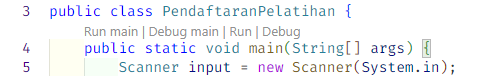 3 public class PendaftaranPelatihan {
Run main | Debug main | Run | Debug
4 public static void main(String[] args) {
5 Scanner input = new Scanner(System.in);